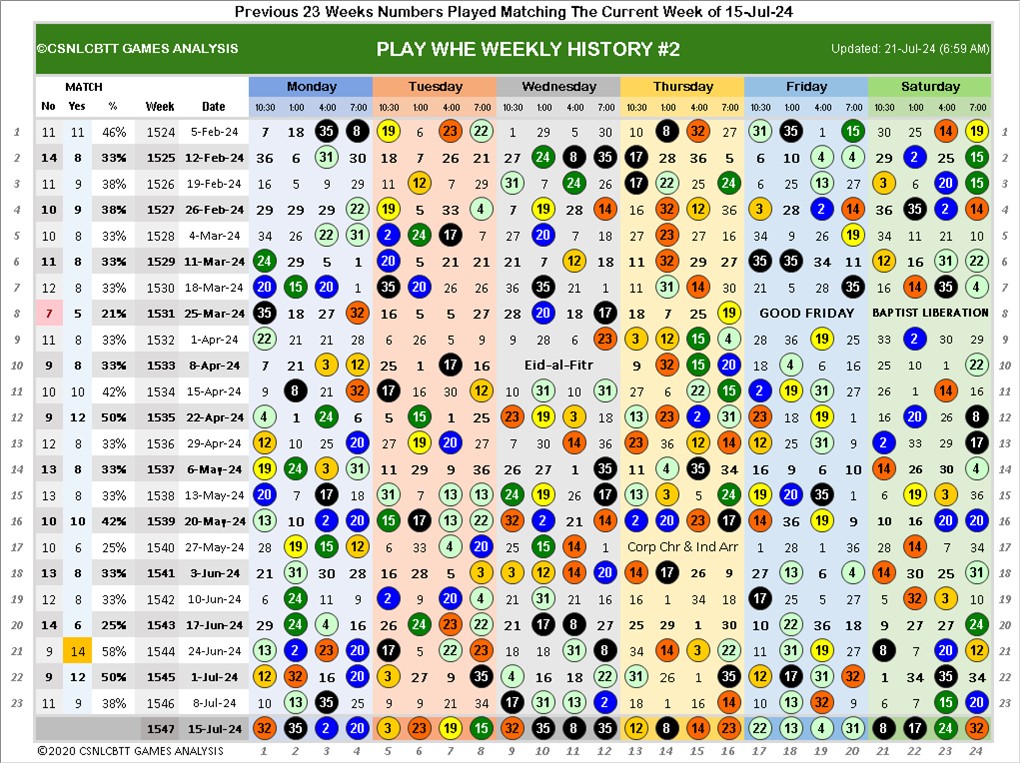 Previous 23 Weeks Numbers Played Matching The Current Week of 15-Jul-24
©CSNLCBTT GAMES ANALYSIS PLAY WHE WEEKLY HISTORY #2 Updated: 21-Jul-24 (6:59 AM)
MATCH Monday Tuesday Wednesday Thursday Friday Saturday
No Yes % Week Date 10:30 1:00 4:00 7:00 10:30 1:00 4:00 7:00 10:30 1:00 4:00 7:00 10:30 1:00 4:00 7:00 10:30 1:00 4:00 7:00 10:30 1:00 4:00 7:00
1 11 11 46% 1524 5-Feb-24 7 18 35 8 19 6 23 22 1 29 5 30 10 8 32 27 31 35 1 15 30 25 14 19 1
2 14 8 33% 1525 12-Feb-24 36 6 31 30 18 7 26 21 27 24 8 35 17 28 36 5 6 10 4 4 29 2 25 15 2
3 11 9 38% 1526 19-Feb-24 16 5 9 29 11 12 7 29 31 7 24 26 17 22 25 24 6 25 13 27 3 6 20 15 3
4 10 9 38% 1527 26-Feb-24 29 29 29 22 19 5 33 4 7 19 28 14 16 32 12 36 3 28 2 14 36 35 2 14 4
5 10 8 33% 1528 4-Mar-24 34 26 22 31 2 24 17 7 27 20 7 18 27 23 27 16 34 9 26 19 34 11 21 10 5
6 11 8 33% 1529 11-Mar-24 24 29 5 1 20 5 21 21 21 7 12 18 11 32 29 27 35 35 34 11 12 16 31 22 6
7 12 8 33% 1530 18-Mar-24 20 15 20 1 35 20 26 26 36 35 21 1 11 31 14 30 21 5 28 35 16 14 35 4 7
8 7 5 21% 1531 25-Mar-24 35 18 27 32 16 5 5 27 28 20 18 17 18 7 25 19 GOOD FRIDAY BAPTIST LIBERATION 8
9 11 8 33% 1532 1-Apr-24 22 21 21 28 6 26 5 9 9 28 6 23 3 12 15 4 28 36 19 25 33 2 30 29 9
10 9 8 33% 1533 8-Apr-24 7 21 3 12 25 1 17 16 Eid-al-Fitr 9 32 15 20 18 4 6 16 25 10 1 22 10
11 10 10 42% 1534 15-Apr-24 9 8 21 32 17 16 30 12 10 31 10 31 27 6 22 15 2 19 31 27 26 1 14 16 11
12 9 12 50% 1535 22-Apr-24 4 1 24 6 5 15 1 25 23 19 3 18 13 23 2 31 23 18 19 1 16 20 26 8 12
13 12 8 33% 1536 29-Apr-24 12 10 25 20 27 19 20 27 7 30 14 36 23 36 12 14 12 25 31 9 2 33 29 17 13
14 13 8 33% 1537 6-May-24 19 24 3 31 11 29 9 36 26 27 1 35 11 4 35 34 16 9 6 10 14 26 30 4 14
15 13 8 33% 1538 13-May-24 20 7 17 18 31 7 13 13 24 19 26 17 13 3 5 24 19 20 35 1 6 19 3 36 15
16 10 10 42% 1539 20-May-24 13 10 2 20 15 17 13 22 32 2 21 14 2 20 23 17 14 36 19 9 10 16 20 20 16
17 10 6 25% 1540 27-May-24 28 19 15 12 6 33 4 20 25 15 14 1 Corp Chr & Ind Arr 1 28 1 36 28 14 7 34 17
18 13 8 33% 1541 3-Jun-24 21 31 30 28 16 28 5 3 3 12 14 20 14 17 26 9 27 13 6 4 14 30 25 31 18
19 12 8 33% 1542 10-Jun-24 6 24 11 9 2 9 20 4 21 31 21 16 16 1 34 18 17 25 5 27 5 32 3 10 19
20 14 6 25% 1543 17-Jun-24 29 24 4 16 26 24 23 22 21 17 8 27 25 29 1 30 10 22 36 18 9 27 27 24 20
21 9 14 58% 1544 24-Jun-24 13 2 23 20 17 5 22 23 18 18 31 8 34 14 3 22 11 31 19 21 8 7 20 12 21
22 9 12 50% 1545 1-Jul-24 12 32 16 20 3 27 9 35 4 16 18 22 31 26 1 35 12 17 31 32 1 34 35 34 22
23 11 9 38% 1546 8-Jul-24 10 13 35 25 9 9 21 34 17 31 13 2 18 1 16 14 18 13 32 9 6 7 15 20 23
1547 15-Jul-24 32 35 2 20 3 23 19 15 32 35 8 35 13 12 14 23 22 13 4 31 8 17 24 32
©2020 CSNLCBTT GAMES ANALYSIS 1 2 3 4 5 6 7 8 9 10 11 12 13 14 15 16 17 18 19 20 21 22 23 24